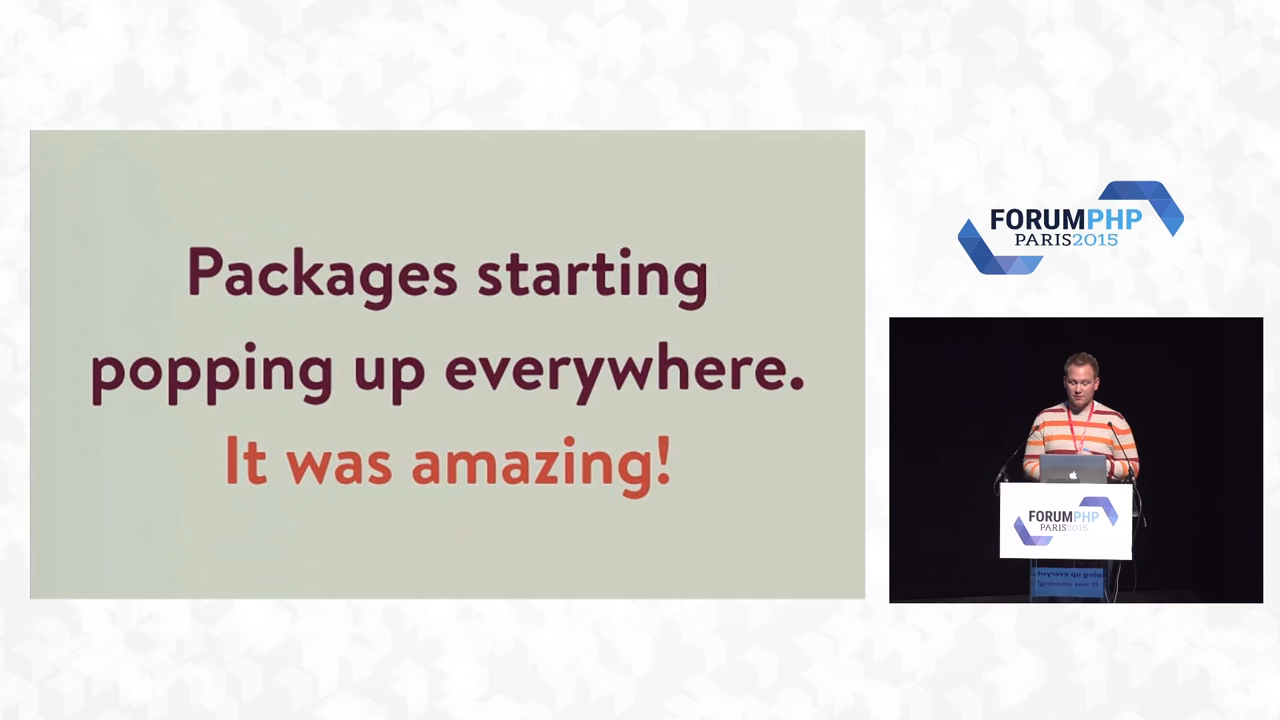 Packages starting
popping up everywhere.
It was amazing!
FORUMPHP
PARIS2015
FORUMPHP
PARIS2015